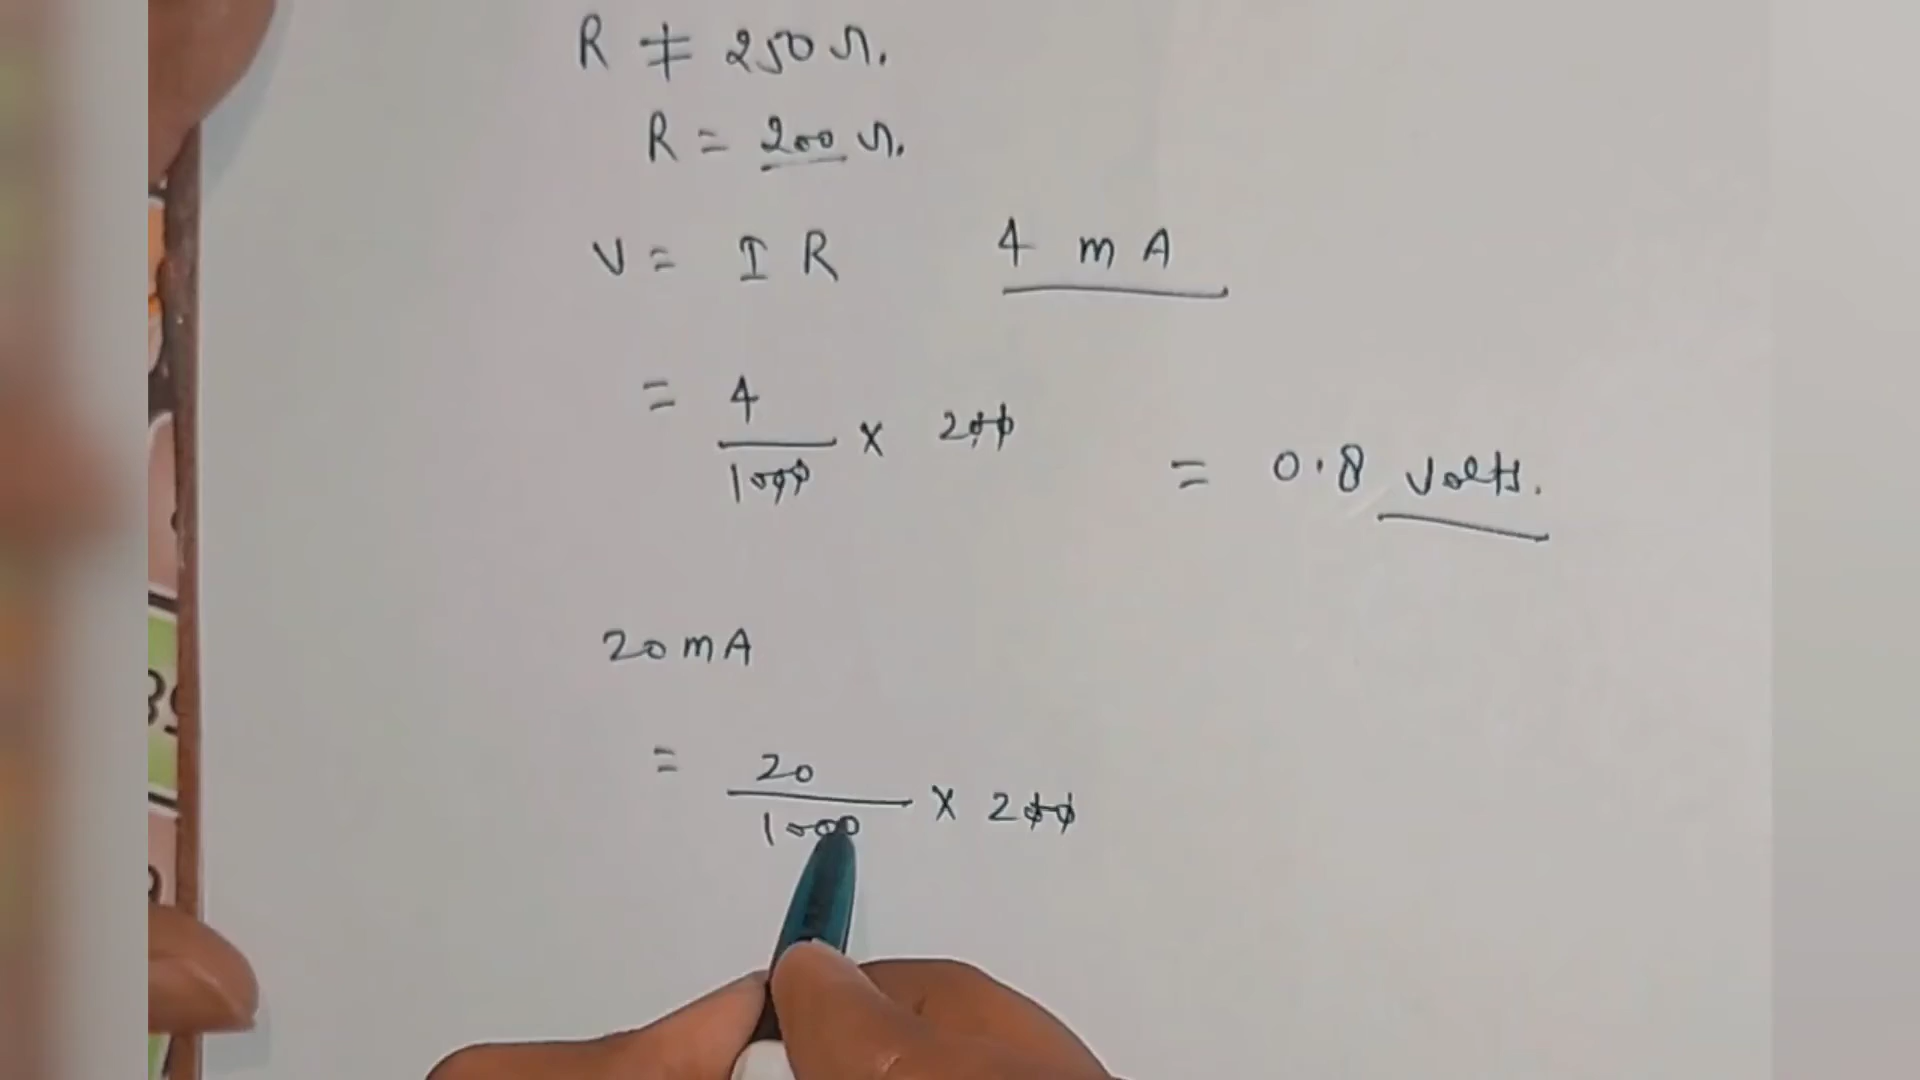 R ≠ 250 Ω.
R = 200 Ω.
V = I R 4 mA
= 4/1000 x 200 = 0.8 volts.
20 mA
= 20/1000 x 200